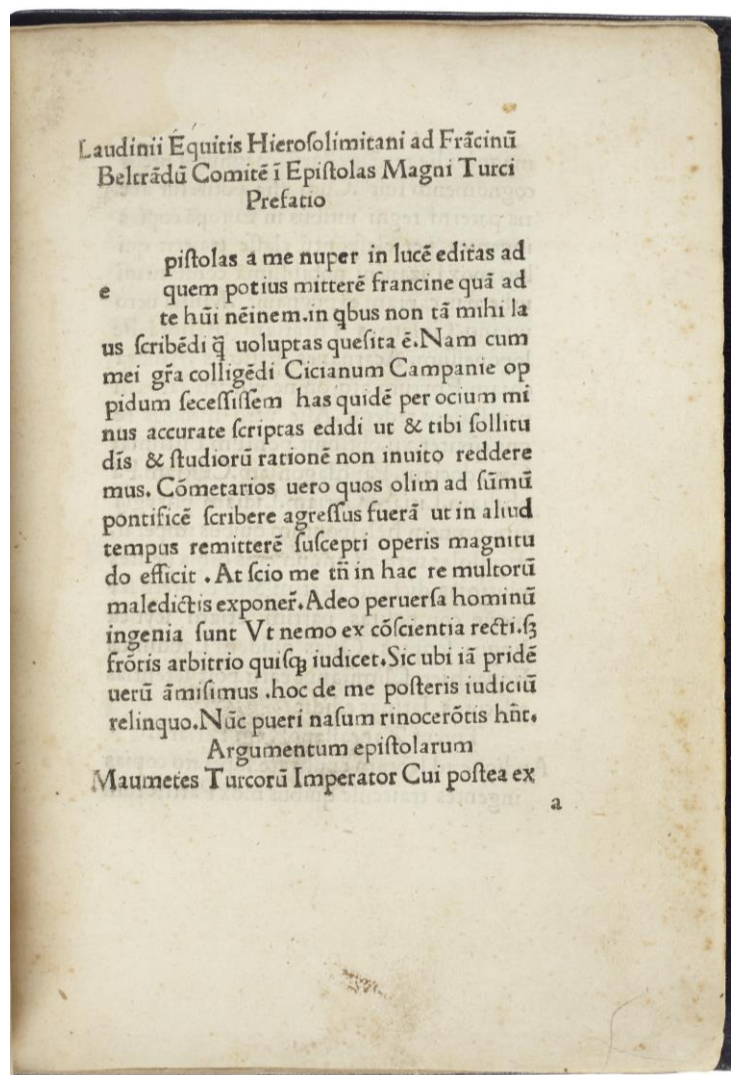 Laudinii Equitis Hieroſolimitani ad Frācinū
Beltrādū Comitē ī Epiſtolas Magni Turci
Prefatio
piſtolas a me nuper in lucē editas ad
e quem potius mitterē francine quā ad
te hūi nēinem.in qbus non tā mihi la
us ſcribēdi q̄ uoluptas queſita ē.Nam cum
mei gr̄a colligēdi Cicianum Campanie op
pidum ſeceſſiſſem has quidē per ocium mi
nus accurate ſcriptas edidi ut & tibi ſollitu
dīs & ſtudiorū rationē non inuito reddere
mus. Cōmetarios uero quos olim ad ſūmū
pontificē ſcribere agreſſus fuerā ut in aliud
tempus remitterē ſuſcepti operis magnitu
do efficit .At ſcio me tn̄ in hac re multorū
maledictis exponer̄.Adeo peruerſa hominū
ingenia ſunt Vt nemo ex cōſcientia recti.ſꝫ
frōtis arbitrio quiſqꝫ iudicet.Sic ubi iā pridē
uerū āmiſimus .hoc de me poſteris iudiciū
relinquo.Nūc pueri naſum rinocerōtis hn̄t.
Argumentum epiſtolarum
Maumetes Turcorū Imperator Cui poſtea ex
a